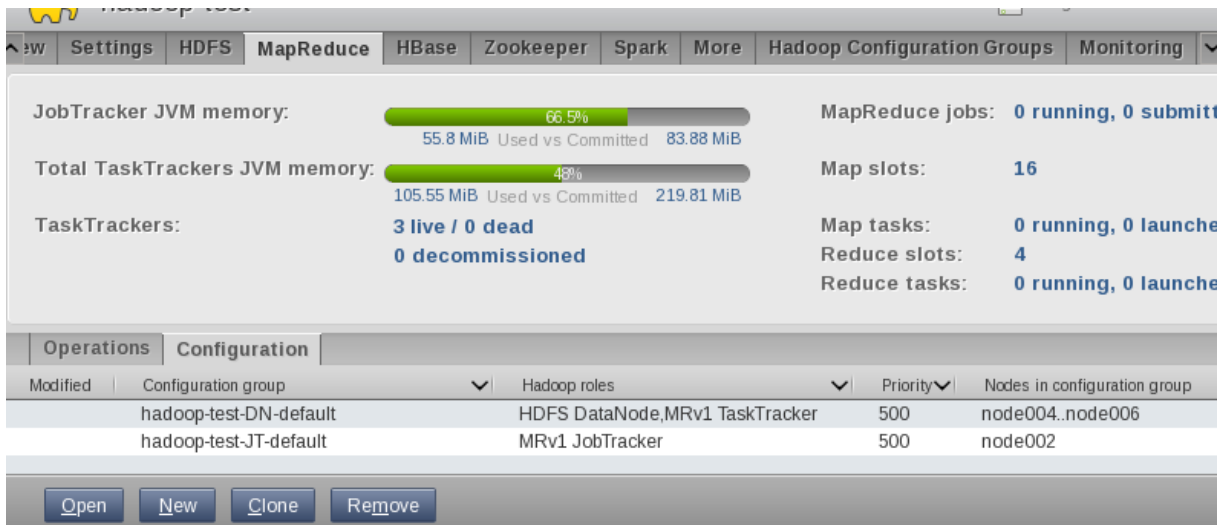 hadoop-test
ew Settings HDFS MapReduce HBase Zookeeper Spark More Hadoop Configuration Groups Monitoring
JobTracker JVM memory: 66.5% MapReduce jobs: 0 running, 0 submitt
55.8 MiB Used vs Committed 83.88 MiB
Total TaskTrackers JVM memory: 48% Map slots: 16
105.55 MiB Used vs Committed 219.81 MiB
TaskTrackers: 3 live / 0 dead Map tasks: 0 running, 0 launche
0 decommissioned Reduce slots: 4
Reduce tasks: 0 running, 0 launche
Operations Configuration
Modified Configuration group Hadoop roles Priority Nodes in configuration group
hadoop-test-DN-default HDFS DataNode,MRv1 TaskTracker 500 node004..node006
hadoop-test-JT-default MRv1 JobTracker 500 node002
Open New Clone Remove